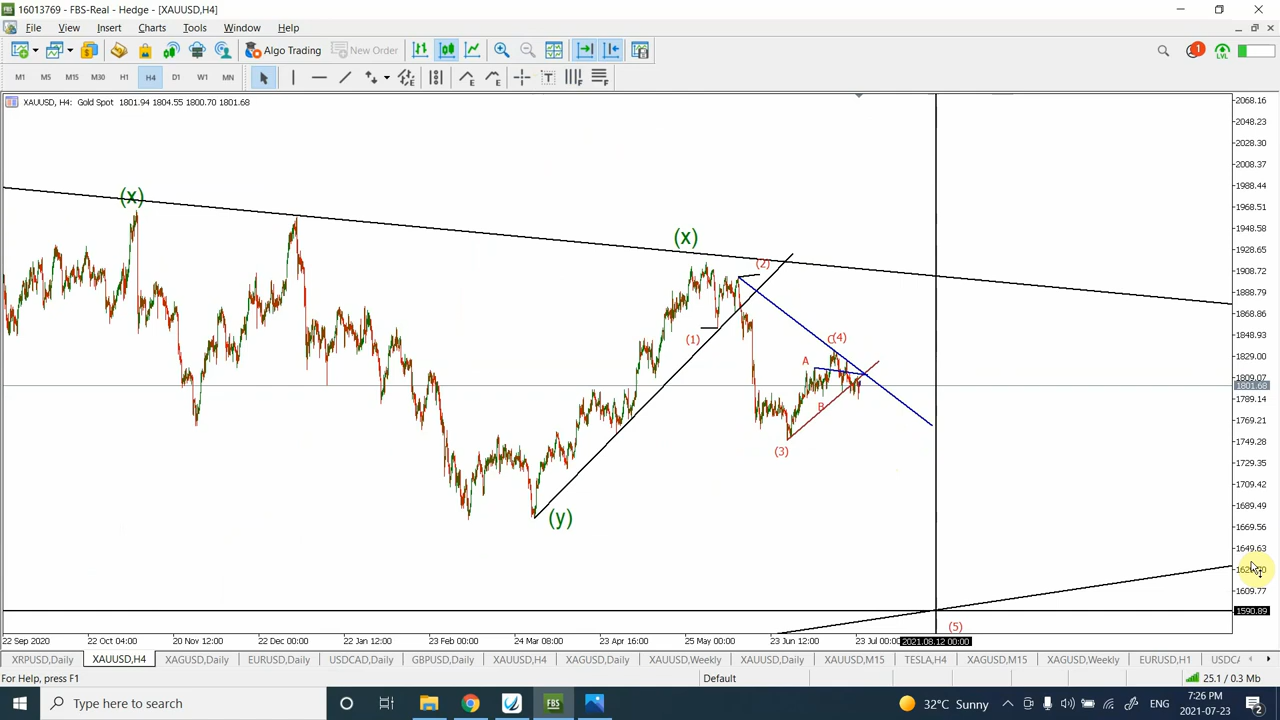 16013769 - FBS-Real - Hedge - [XAUUSD,H4]
File View Insert Charts Tools Window Help
Algo Trading New Order 1 LVL
M1 M5 M15 M30 H1 H4 D1 W1 MN
XAUUSD, H4: Gold Spot 1801.94 1804.55 1800.70 1801.68
2068.16
2048.23
2028.30
2008.37
1988.44
(x)
1968.51
1948.58
(x)
1928.65
(2)
1908.72
1888.79
1868.86
(1)
C(4)
1848.93
A
1829.00
1809.07
1801.68
B
1789.14
1769.21
(3)
1749.28
1729.35
1709.42
(y)
1689.49
1669.56
1649.63
1609.77
1590.89
(5)
22 Sep 2020 22 Oct 04:00 20 Nov 12:00 22 Dec 00:00 22 Jan 12:00 23 Feb 00:00 24 Mar 08:00 23 Apr 16:00 25 May 00:00 23 Jun 12:00 23 Jul 00:00 2021.08.12 00:00
XRPUSD,Daily XAUUSD,H4 XAGUSD,Daily EURUSD,Daily USDCAD,Daily GBPUSD,Daily XAUUSD,H4 XAGUSD,Daily XAUUSD,Weekly XAUUSD,Daily XAUUSD,M15 TESLA,H4 XAGUSD,M15 XAGUSD,Weekly EURUSD,H1 USDCA
For Help, press F1 Default 25.1 / 0.3 Mb
Type here to search FBS 32°C Sunny ENG 7:26 PM
2021-07-23 2